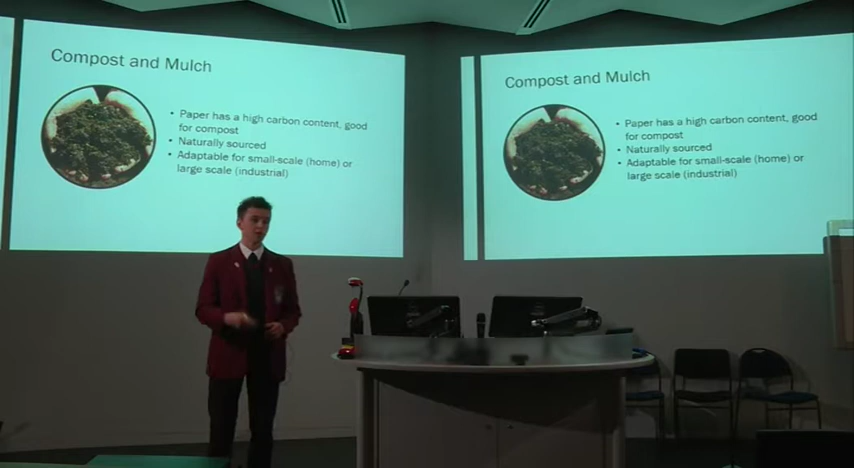 Compost and Mulch
• Paper has a high carbon content, good
for compost
• Naturally sourced
• Adaptable for small-scale (home) or
large scale (industrial)
Compost and Mulch
• Paper has a high carbon content, good
for compost
• Naturally sourced
• Adaptable for small-scale (home) or
large scale (industrial)